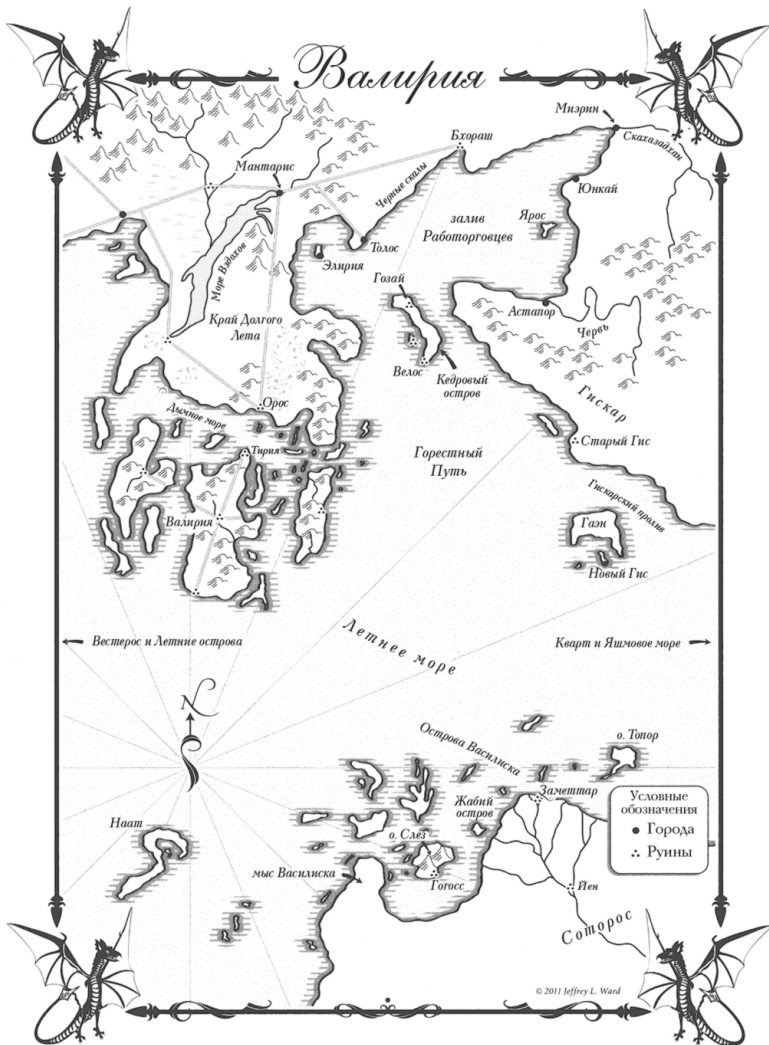 Валирия
Миэрин
Скахазадхан
Бхораш
Мантарис
Черные скалы
Юнкай
залив
Работорговцев
Ярос
Толос
Элирия
Море Вздохов
Гозай
Край Долгого
Лета
Астапор
Червь
Велос
Кедровый
остров
Гискар
Орос
Дымное море
Тирия
Горестный
Путь
Старый Гис
Гискарский пролив
Валирия
Гаэн
Новый Гис
Вестерос и Летние острова
Летнее море
Кварт и Яшмовое море
N
Острова Василиска
о. Топор
Заметтар
Жабий
остров
Условные
обозначения
Города
Руины
Наат
о. Слез
мыс Василиска
Гогосс
Йен
Соторос
© 2011 Jeffrey L. Ward